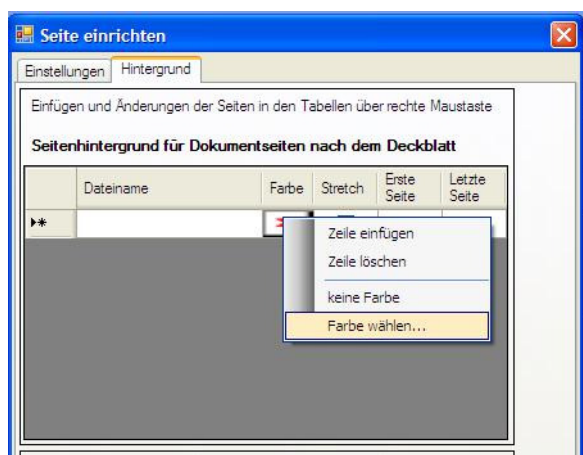 Seite einrichten
Einstellungen Hintergrund
Einfügen und Änderungen der Seiten in den Tabellen über rechte Maustaste
Seitenhintergrund für Dokumentseiten nach dem Deckblatt
Dateiname Farbe Stretch Erste Seite Letzte Seite
Zeile einfügen
Zeile löschen
keine Farbe
Farbe wählen...